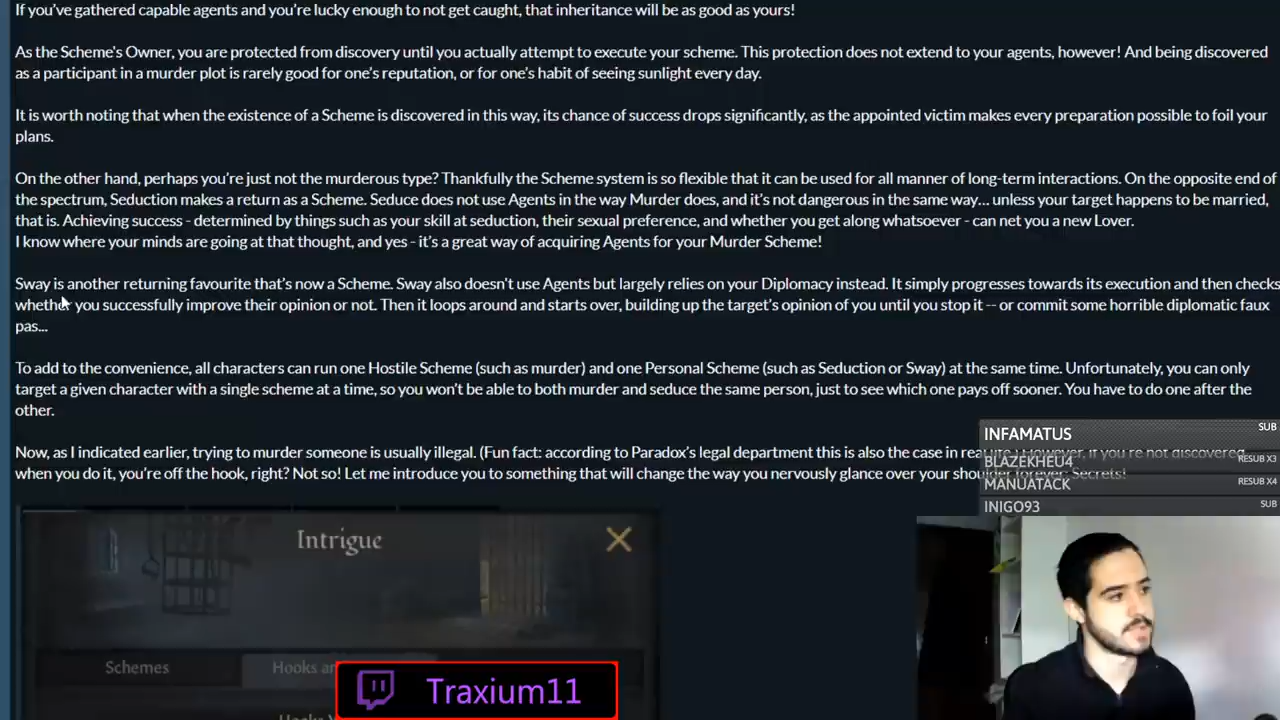 If you've gathered capable agents and you're lucky enough to not get caught, that inheritance will be as good as yours!
As the Scheme's Owner, you are protected from discovery until you actually attempt to execute your scheme. This protection does not extend to your agents, however! And being discovered
as a participant in a murder plot is rarely good for one's reputation, or for one's habit of seeing sunlight every day.
It is worth noting that when the existence of a Scheme is discovered in this way, its chance of success drops significantly, as the appointed victim makes every preparation possible to foil your
plans.
On the other hand, perhaps you're just not the murderous type? Thankfully the Scheme system is so flexible that it can be used for all manner of long-term interactions. On the opposite end of
the spectrum, Seduction makes a return as a Scheme. Seduce does not use Agents in the way Murder does, and it's not dangerous in the same way... unless your target happens to be married,
that is. Achieving success - determined by things such as your skill at seduction, their sexual preference, and whether you get along whatsoever - can net you a new Lover.
I know where your minds are going at that thought, and yes - it's a great way of acquiring Agents for your Murder Scheme!
Sway is another returning favourite that's now a Scheme. Sway also doesn't use Agents but largely relies on your Diplomacy instead. It simply progresses towards its execution and then checks
whether you successfully improve their opinion or not. Then it loops around and starts over, building up the target's opinion of you until you stop it -- or commit some horrible diplomatic faux
pas...
To add to the convenience, all characters can run one Hostile Scheme (such as murder) and one Personal Scheme (such as Seduction or Sway) at the same time. Unfortunately, you can only
target a given character with a single scheme at a time, so you won't be able to both murder and seduce the same person, just to see which one pays off sooner. You have to do one after the
other.
Now, as I indicated earlier, trying to murder someone is usually illegal. (Fun fact: according to Paradox's legal department this is also the case in reality.) However, if you're not discovered
when you do it, you're off the hook, right? Not so! Let me introduce you to something that will change the way you nervously glance over your shoulder forever- Secrets!
INFAMATUS SUB
BLAZEKHEU4 RESUB X3
MANUATACK RESUB X4
INIGO93 SUB
Intrigue
Schemes
Hooks
Traxium11